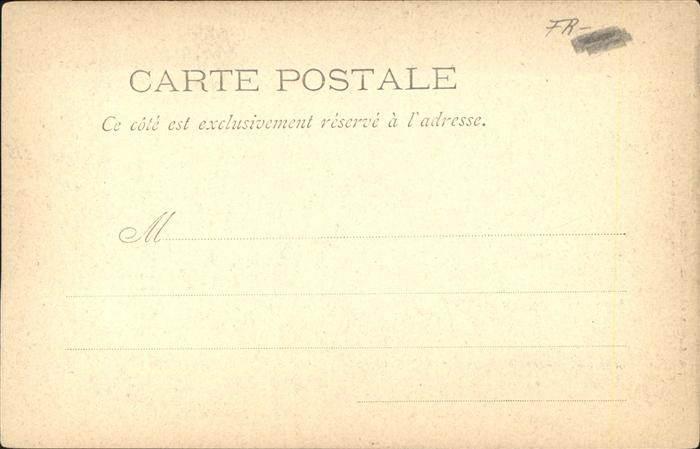 FR-
CARTE POSTALE
Ce côté est exclusivement réservé à l'adresse.
M